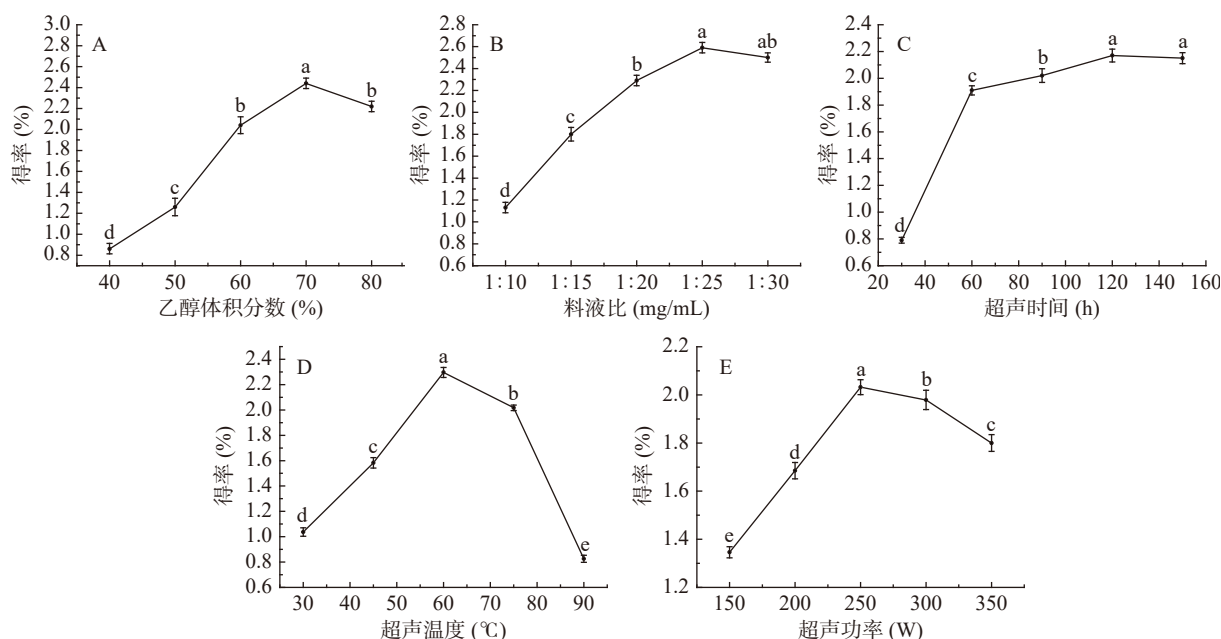 A
得率 (%)
3.0
2.8
2.6
2.4
2.2
2.0
1.8
1.6
1.4
1.2
1.0
0.8
d
c
b
a
b
40 50 60 70 80
乙醇体积分数 (%)
B
得率 (%)
2.8
2.6
2.4
2.2
2.0
1.8
1.6
1.4
1.2
1.0
0.8
0.6
d
c
b
a
ab
1∶10 1∶15 1∶20 1∶25 1∶30
料液比 (mg/mL)
C
得率 (%)
2.4
2.2
2.0
1.8
1.6
1.4
1.2
1.0
0.8
0.6
d
c
b
a
a
20 40 60 80 100 120 140 160
超声时间 (h)
D
得率 (%)
2.4
2.2
2.0
1.8
1.6
1.4
1.2
1.0
0.8
0.6
d
c
a
b
e
30 40 50 60 70 80 90
超声温度 (℃)
E
得率 (%)
2.2
2.0
1.8
1.6
1.4
1.2
e
d
a
b
c
150 200 250 300 350
超声功率 (W)